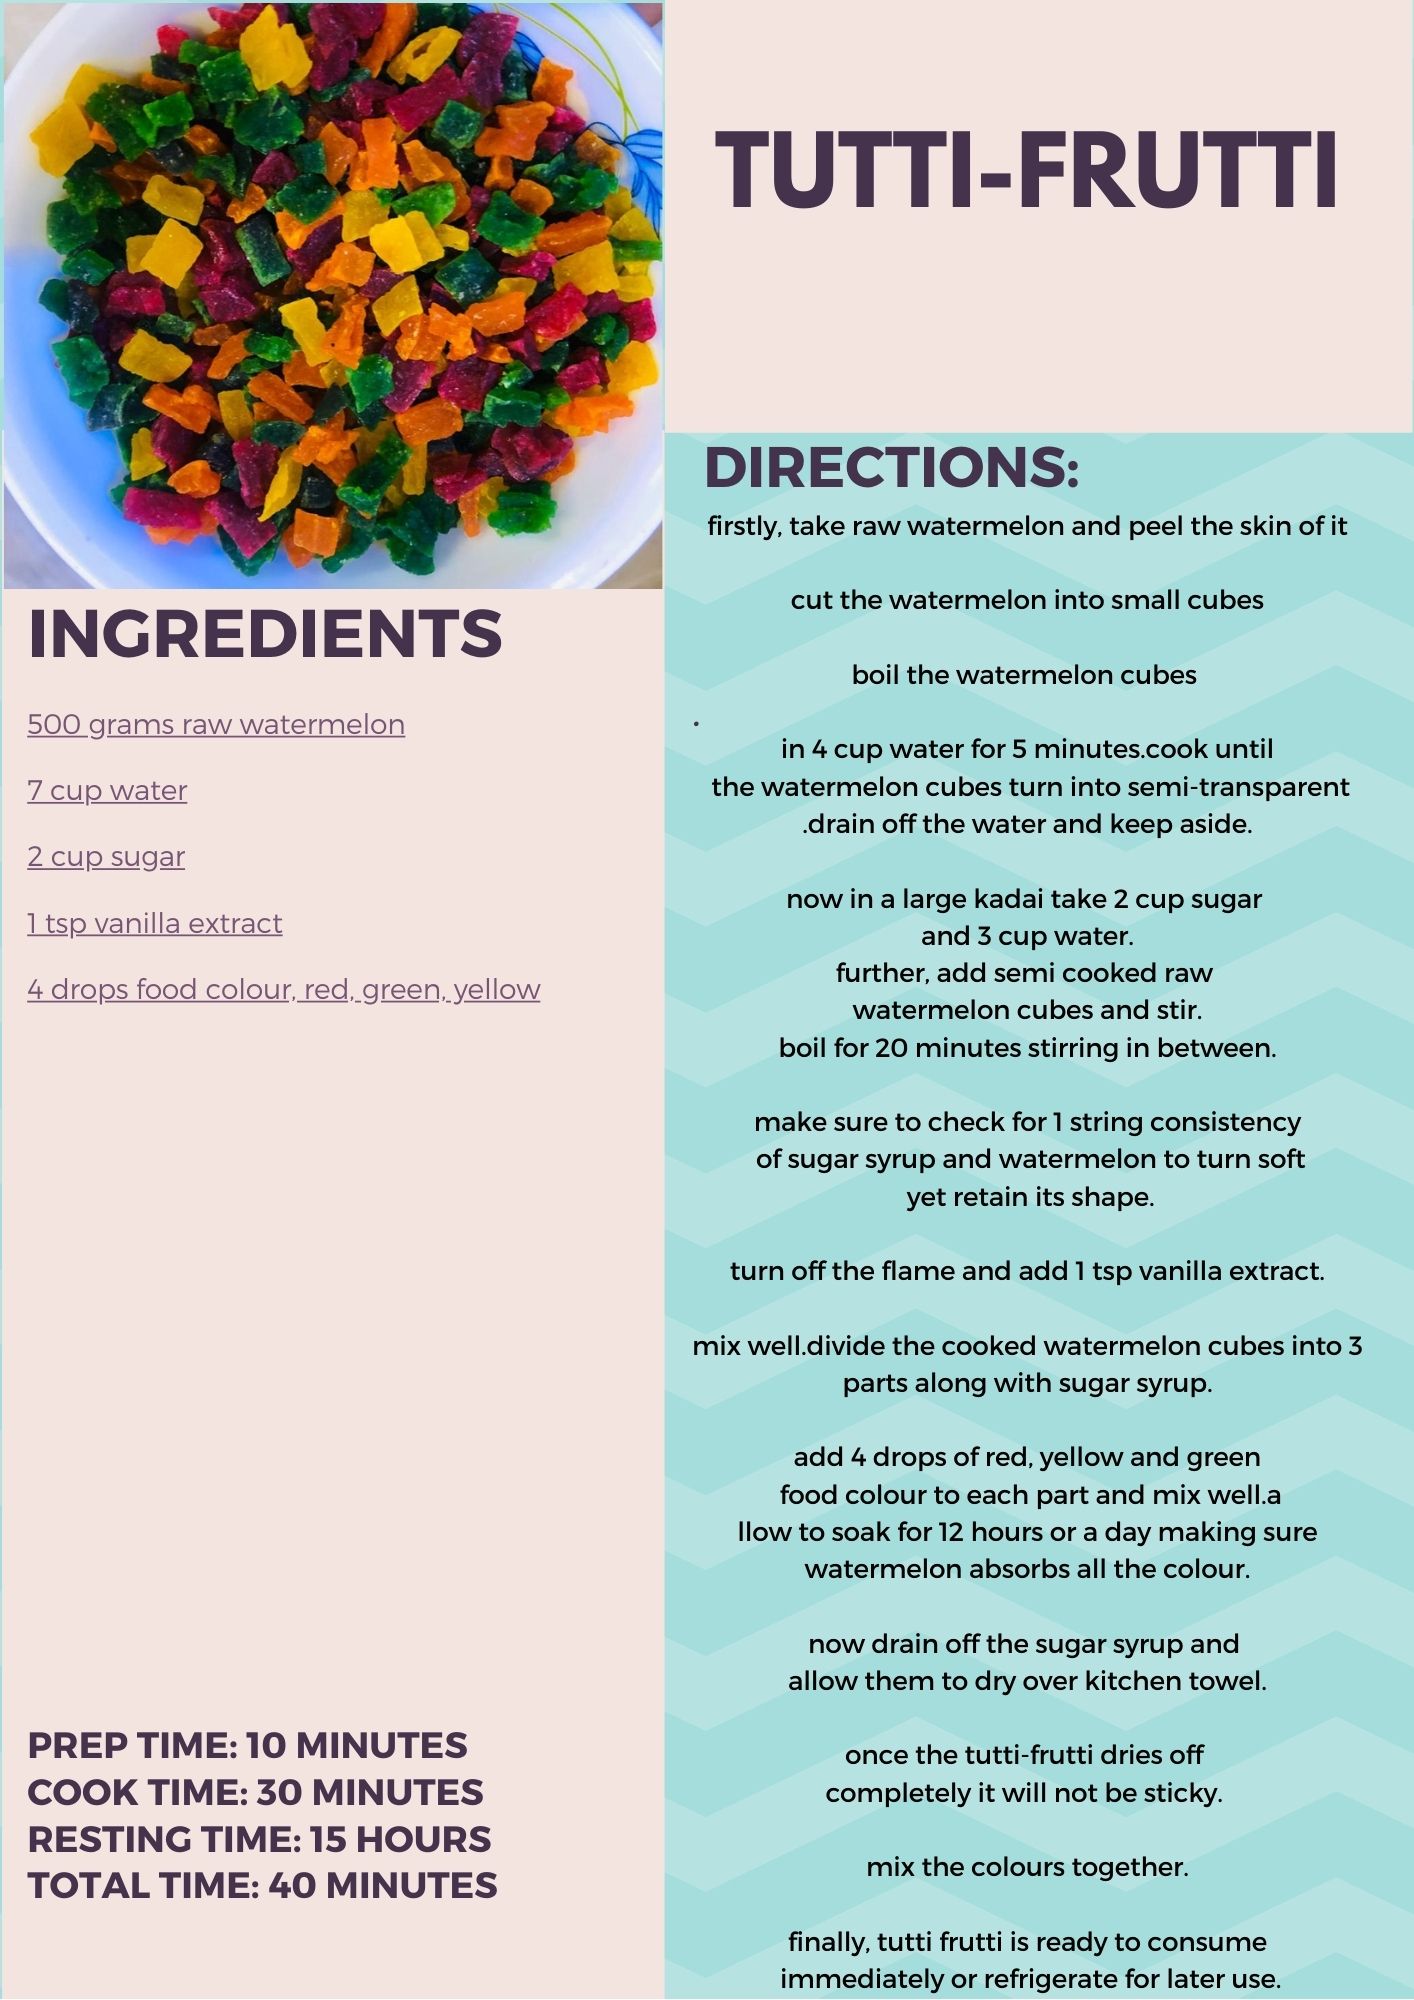 TUTTI-FRUTTI
INGREDIENTS
500 grams raw watermelon
7 cup water
2 cup sugar
1 tsp vanilla extract
4 drops food colour, red, green, yellow
PREP TIME: 10 MINUTES
COOK TIME: 30 MINUTES
RESTING TIME: 15 HOURS
TOTAL TIME: 40 MINUTES
DIRECTIONS:
firstly, take raw watermelon and peel the skin of it
cut the watermelon into small cubes
boil the watermelon cubes
.
in 4 cup water for 5 minutes.cook until
the watermelon cubes turn into semi-transparent
.drain off the water and keep aside.
now in a large kadai take 2 cup sugar
and 3 cup water.
further, add semi cooked raw
watermelon cubes and stir.
boil for 20 minutes stirring in between.
make sure to check for 1 string consistency
of sugar syrup and watermelon to turn soft
yet retain its shape.
turn off the flame and add 1 tsp vanilla extract.
mix well.divide the cooked watermelon cubes into 3
parts along with sugar syrup.
add 4 drops of red, yellow and green
food colour to each part and mix well.a
llow to soak for 12 hours or a day making sure
watermelon absorbs all the colour.
now drain off the sugar syrup and
allow them to dry over kitchen towel.
once the tutti-frutti dries off
completely it will not be sticky.
mix the colours together.
finally, tutti frutti is ready to consume
immediately or refrigerate for later use.